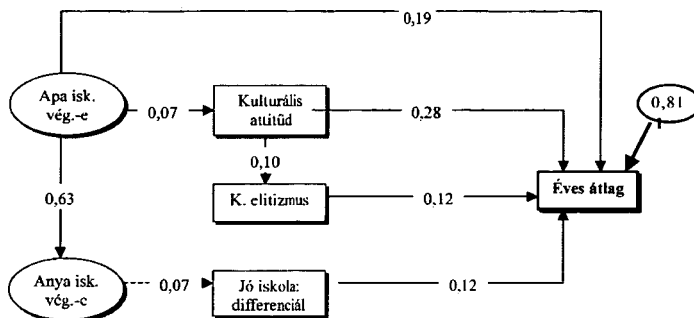 0,19
Apa isk.
vég.-e
0,07
Kulturális
attitűd
0,28
0,81
0,10
0,63
K. elitizmus
0,12
Éves átlag
Anya isk.
vég.-c
0,07
Jó iskola:
differenciál
0,12